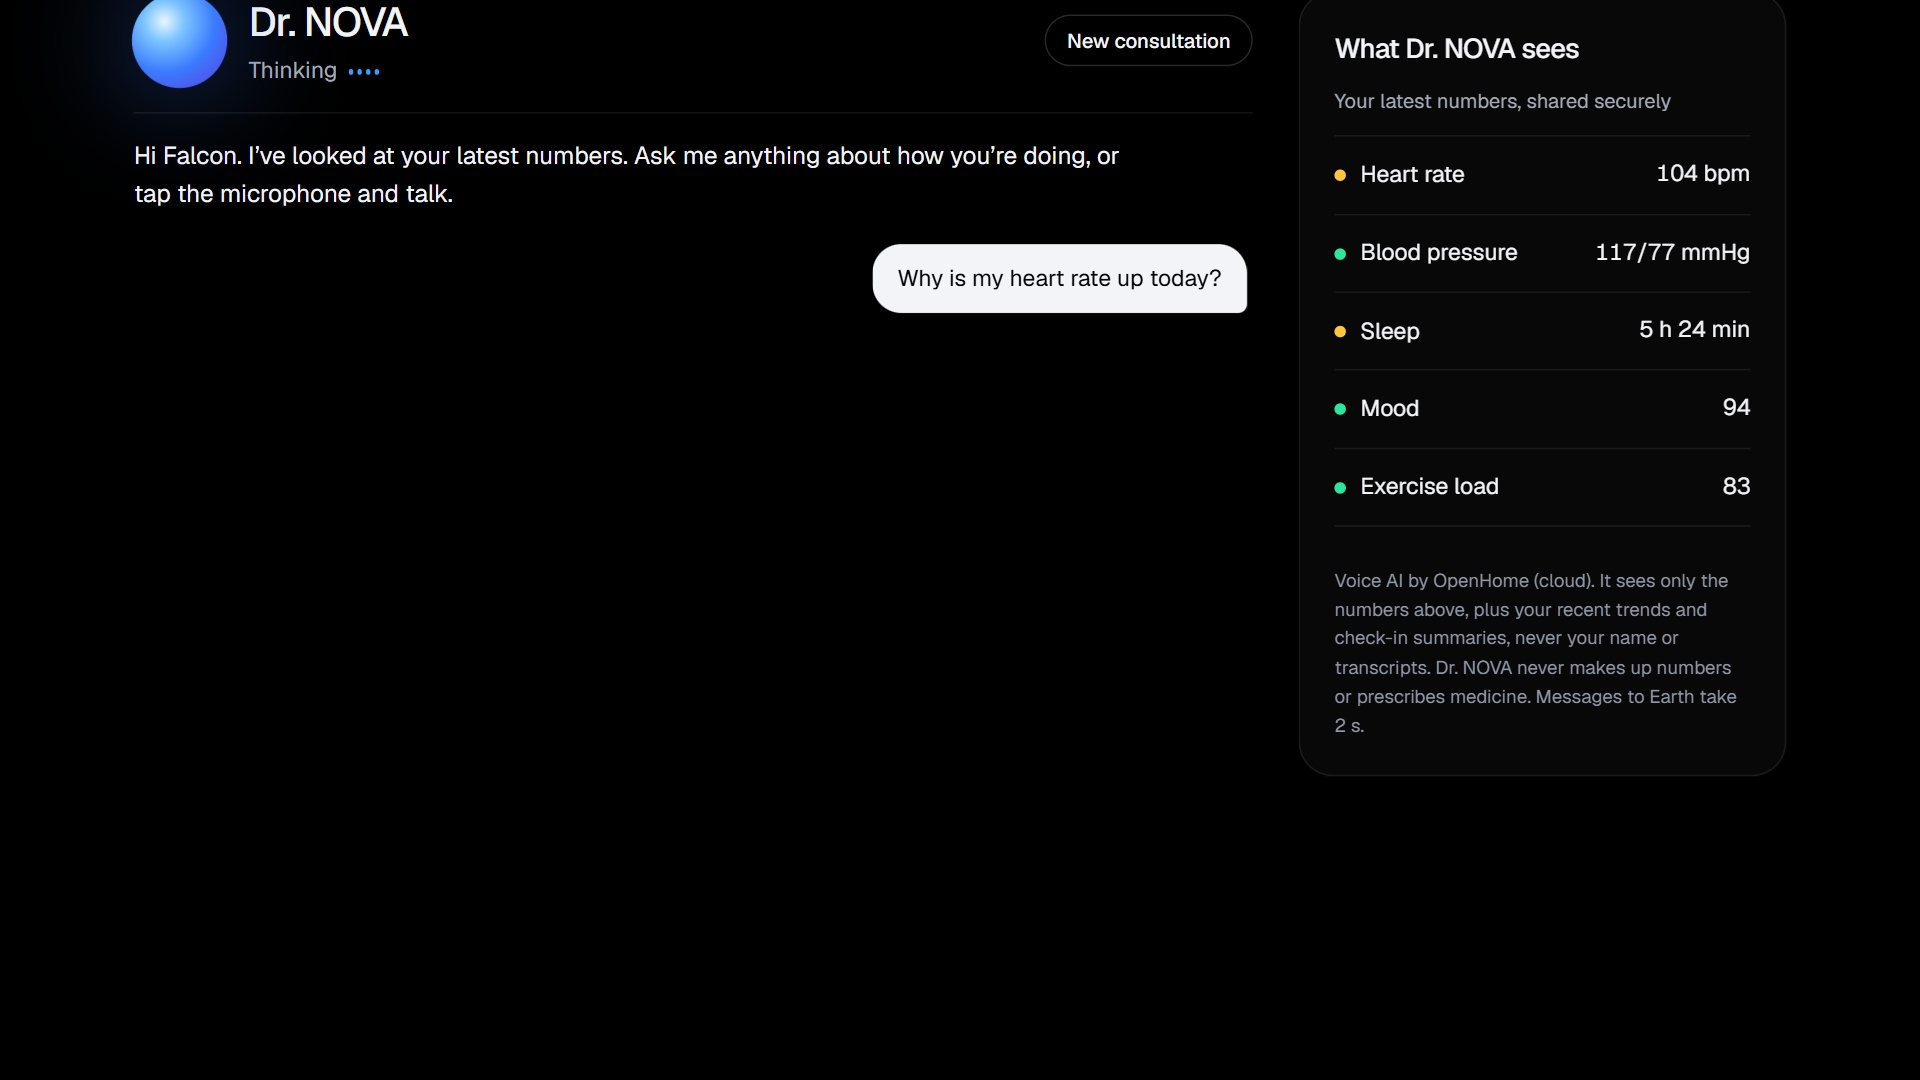 Dr. NOVA
Thinking
New consultation
Hi Falcon. I’ve looked at your latest numbers. Ask me anything about how you’re doing, or
tap the microphone and talk.
Why is my heart rate up today?
What Dr. NOVA sees
Your latest numbers, shared securely
Heart rate 104 bpm
Blood pressure 117/77 mmHg
Sleep 5 h 24 min
Mood 94
Exercise load 83
Voice AI by OpenHome (cloud). It sees only the
numbers above, plus your recent trends and
check-in summaries, never your name or
transcripts. Dr. NOVA never makes up numbers
or prescribes medicine. Messages to Earth take
2 s.